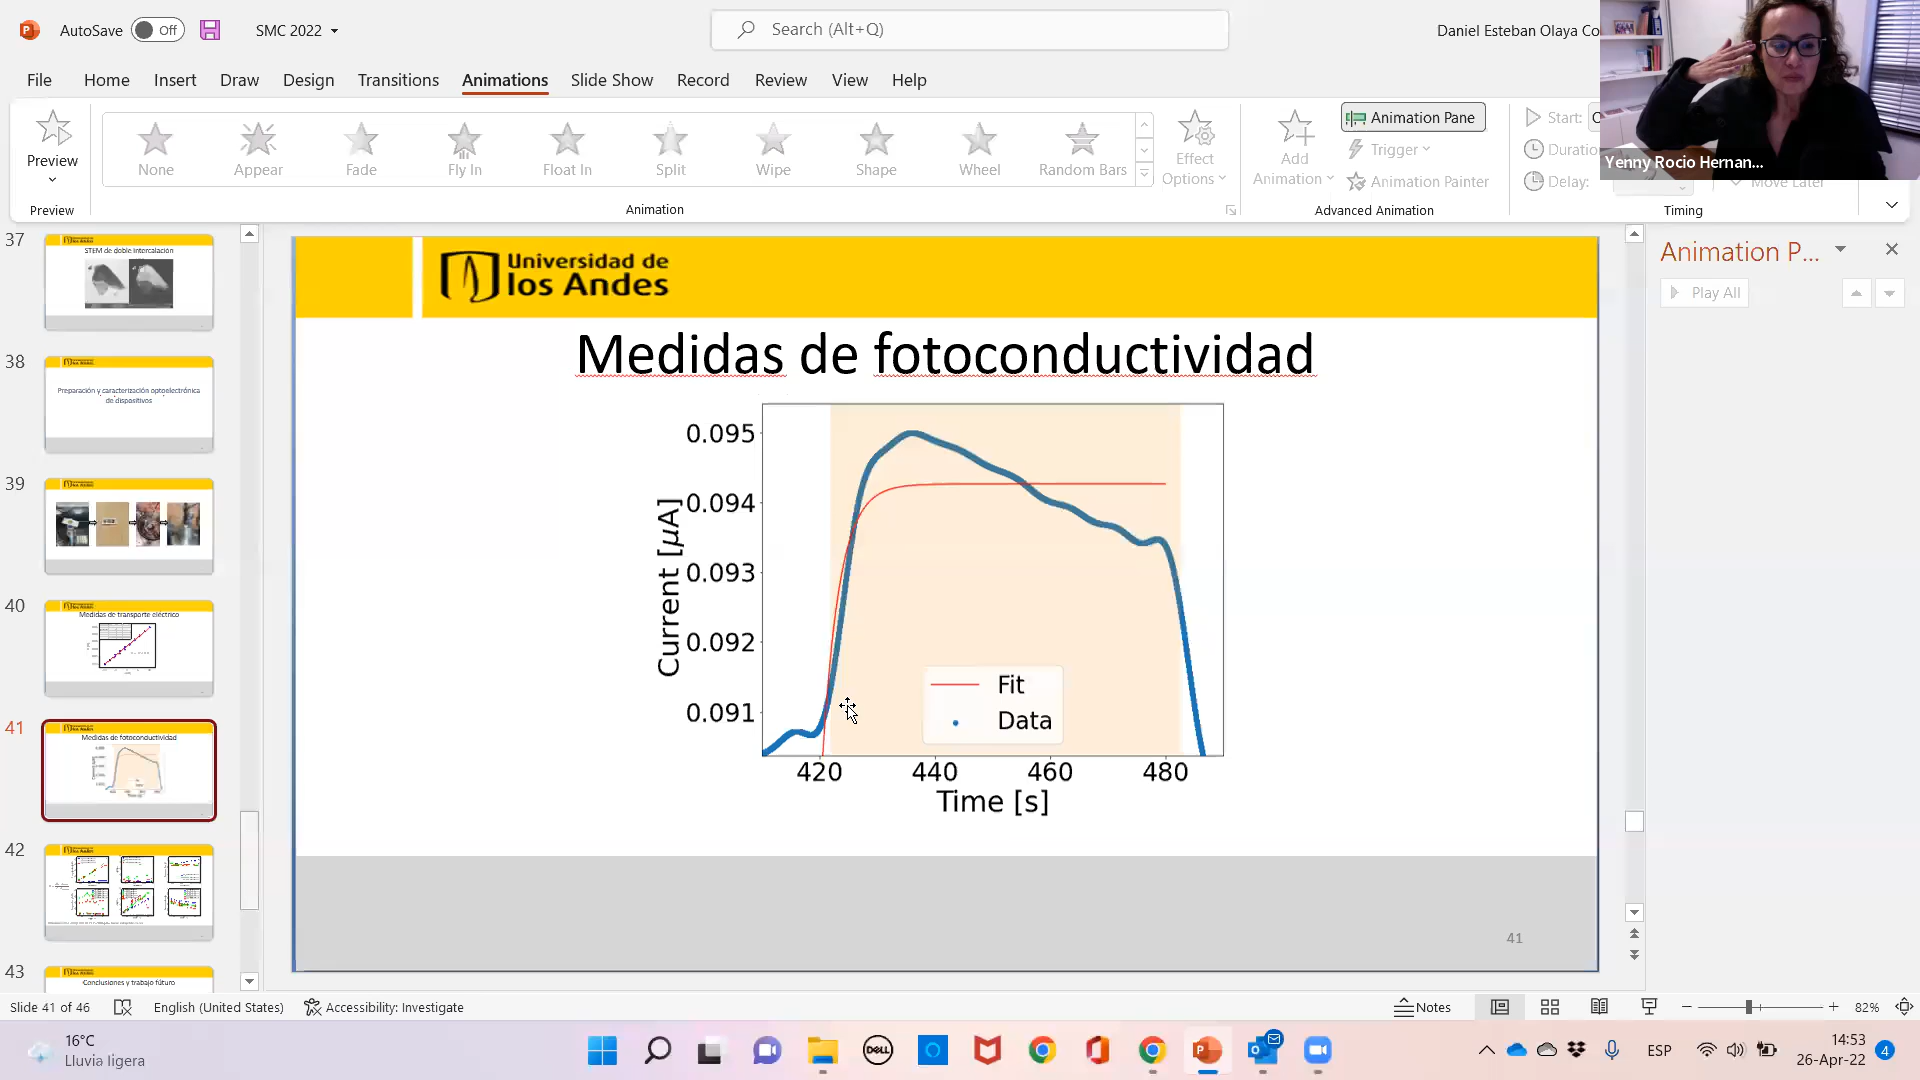 AutoSave Off SMC 2022 Search (Alt+Q) Daniel Esteban Olaya Co
File Home Insert Draw Design Transitions Animations Slide Show Record Review View Help
Preview None Appear Fade Fly In Float In Split Wipe Shape Wheel Random Bars
Effect Options
Add Animation
Animation Pane
Trigger
Animation Painter
Start:
Duratio
Delay:
Move Later
Preview Animation Advanced Animation Timing
Yenny Rocio Hernan...
37
STEM de doble intercalación
38
Preparación y caracterización optoelectrónica
de dispositivos
39
40
Medidas de transporte eléctrico
41
Medidas de fotoconductividad
42
43
Conclusiones y trabajo fúturo
Universidad de
los Andes
Medidas de fotoconductividad
0.095
0.094
0.093
0.092
0.091
Current [μA]
Fit
Data
420 440 460 480
Time [s]
41
Animation P...
Play All
Slide 41 of 46 English (United States) Accessibility: Investigate Notes 82%
16°C
Lluvia ligera
DELL
ESP
14:53
26-Apr-22
4